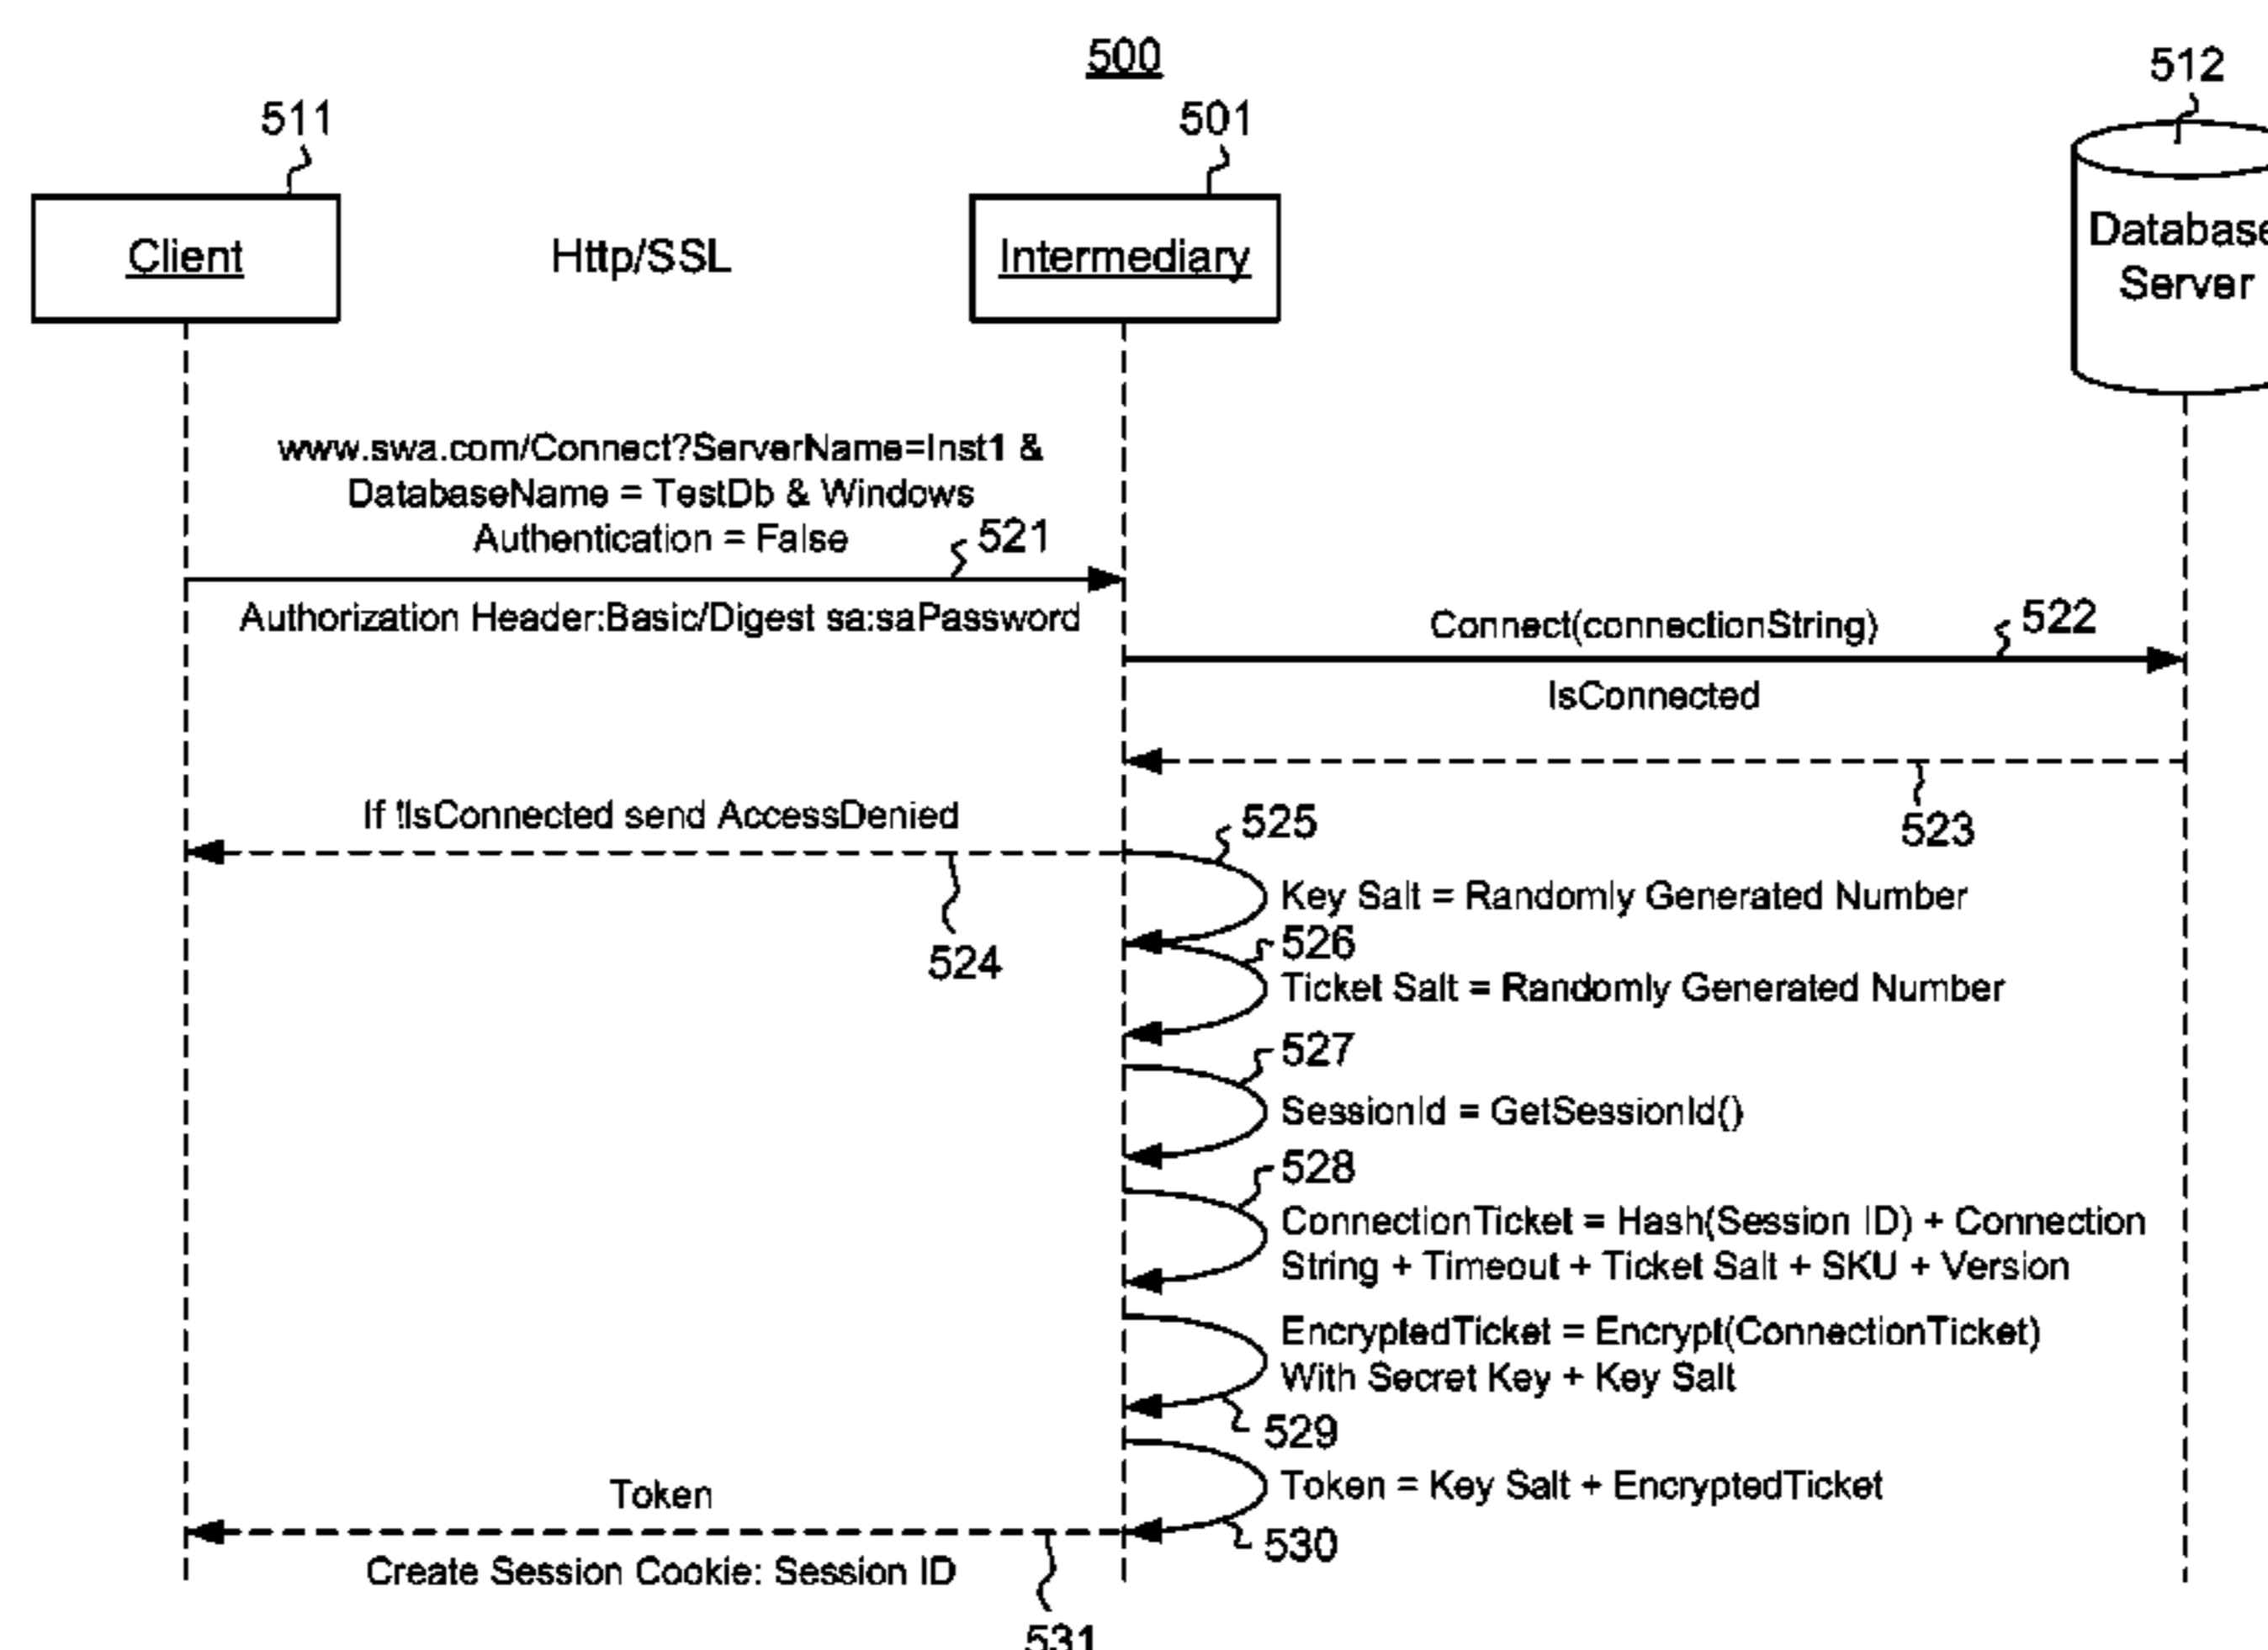 500
512
511
501
Client
Http/SSL
Intermediary
Database
Server
www.swa.com/Connect?ServerName=Inst1 &
DatabaseName = TestDb & Windows
Authentication = False
521
Authorization Header:Basic/Digest sa:saPassword
Connect(connectionString)
522
IsConnected
523
If !IsConnected send AccessDenied
524
525
Key Salt = Randomly Generated Number
526
Ticket Salt = Randomly Generated Number
527
SessionId = GetSessionId()
528
ConnectionTicket = Hash(Session ID) + Connection
String + Timeout + Ticket Salt + SKU + Version
EncryptedTicket = Encrypt(ConnectionTicket)
With Secret Key + Key Salt
529
Token = Key Salt + EncryptedTicket
530
Token
Create Session Cookie: Session ID
531